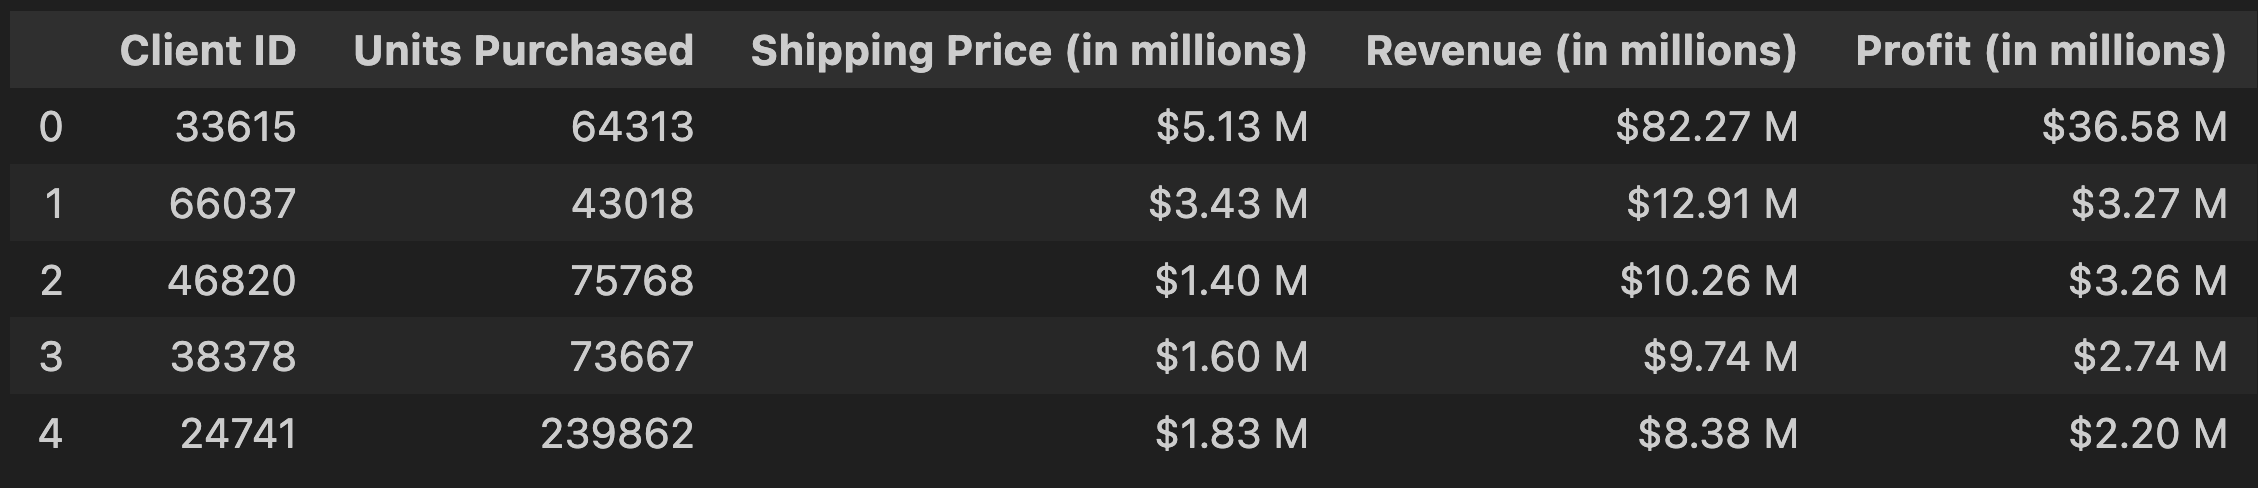 Client ID Units Purchased Shipping Price (in millions) Revenue (in millions) Profit (in millions)
0 33615 64313 $5.13 M $82.27 M $36.58 M
1 66037 43018 $3.43 M $12.91 M $3.27 M
2 46820 75768 $1.40 M $10.26 M $3.26 M
3 38378 73667 $1.60 M $9.74 M $2.74 M
4 24741 239862 $1.83 M $8.38 M $2.20 M